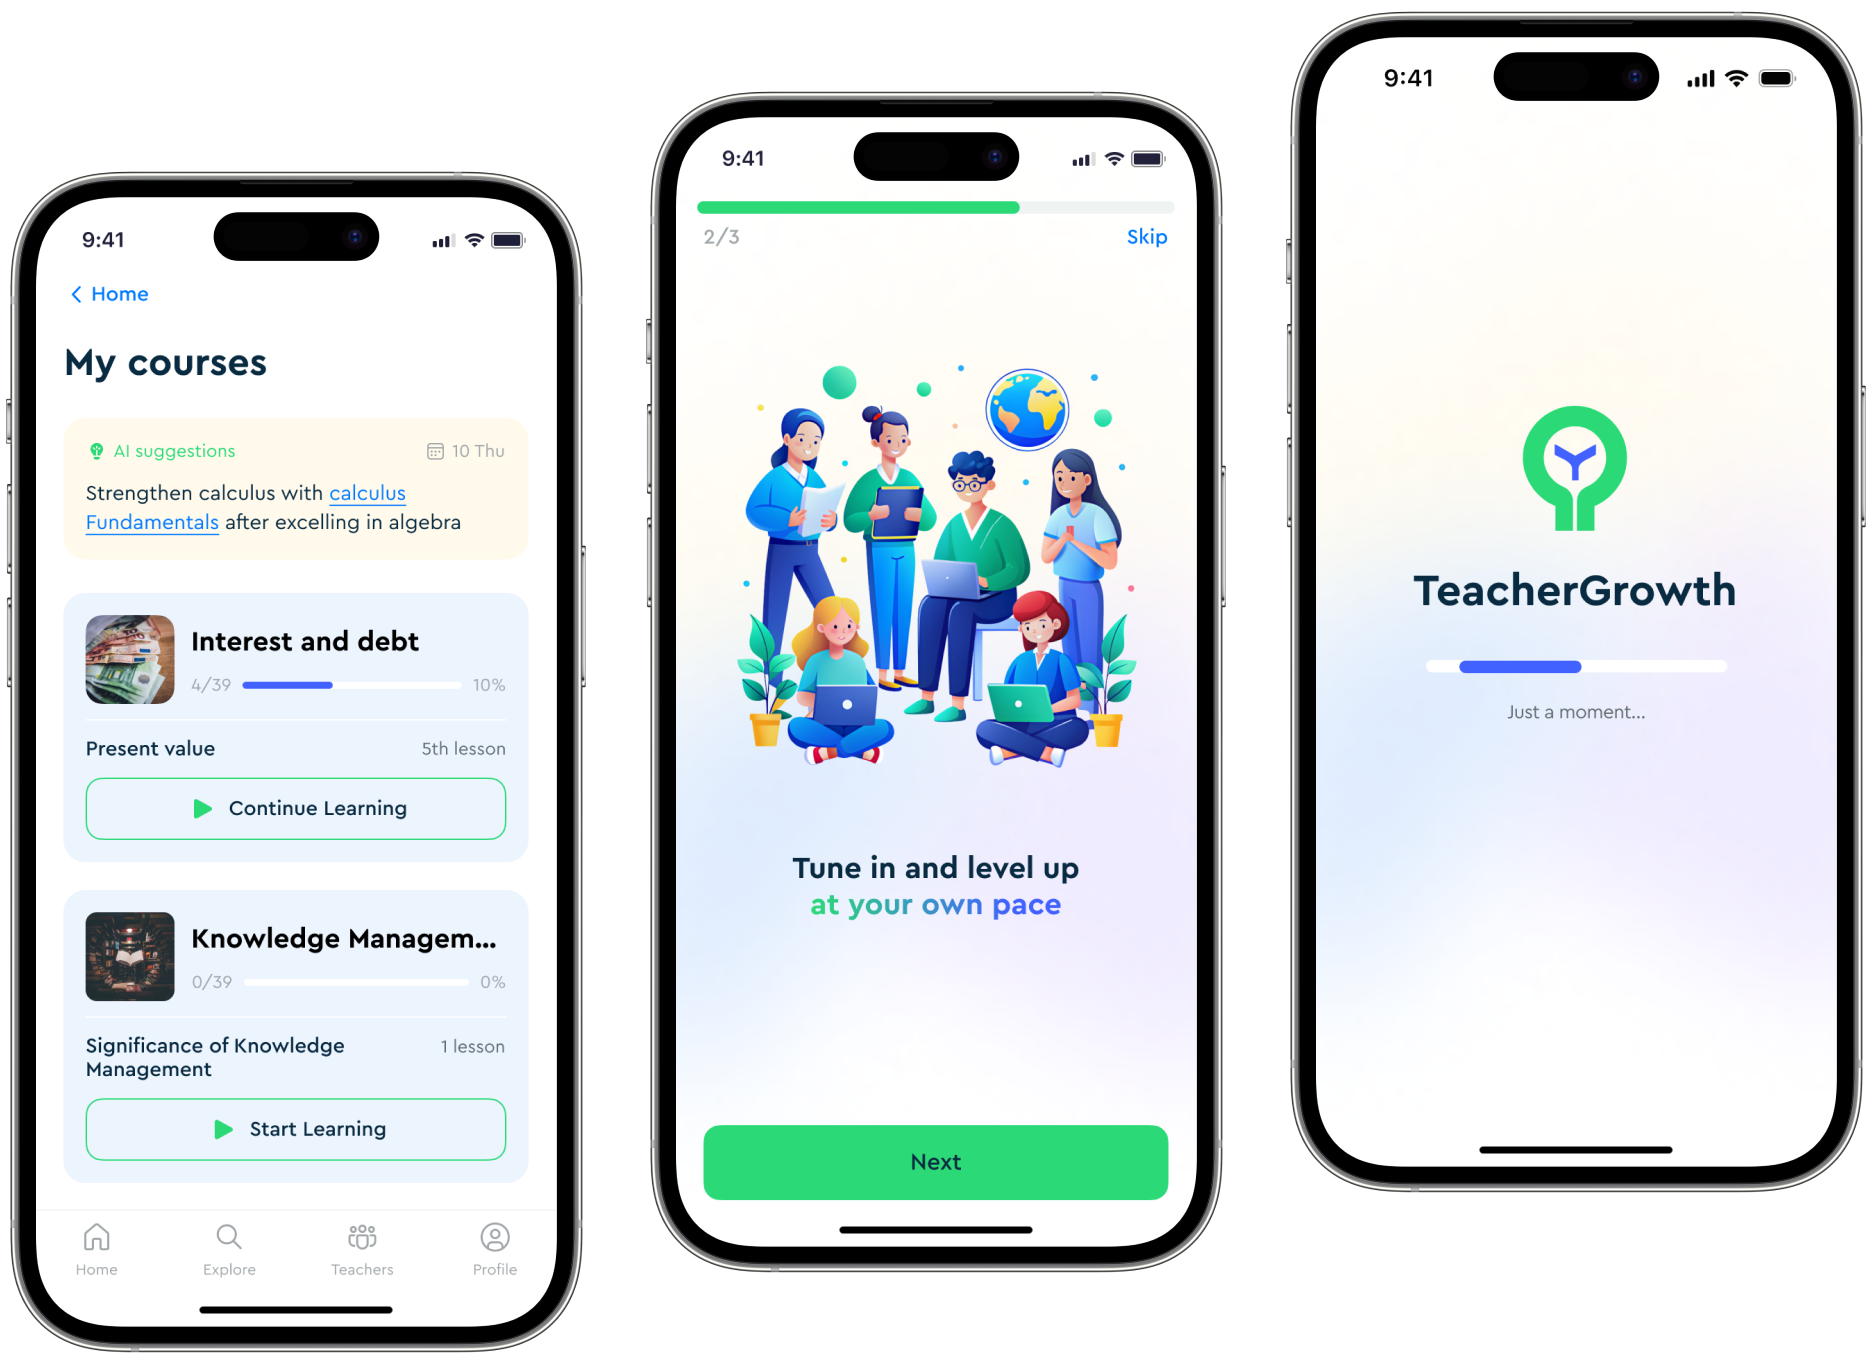 9:41
Home
My courses
AI suggestions
10 Thu
Strengthen calculus with calculus
Fundamentals after excelling in algebra
Interest and debt
4/39
10%
Present value
5th lesson
Continue Learning
Knowledge Managem...
0/39
0%
Significance of Knowledge
Management
1 lesson
Start Learning
Home
Explore
Teachers
Profile
9:41
2/3
Skip
Tune in and level up
at your own pace
Next
9:41
TeacherGrowth
Just a moment...